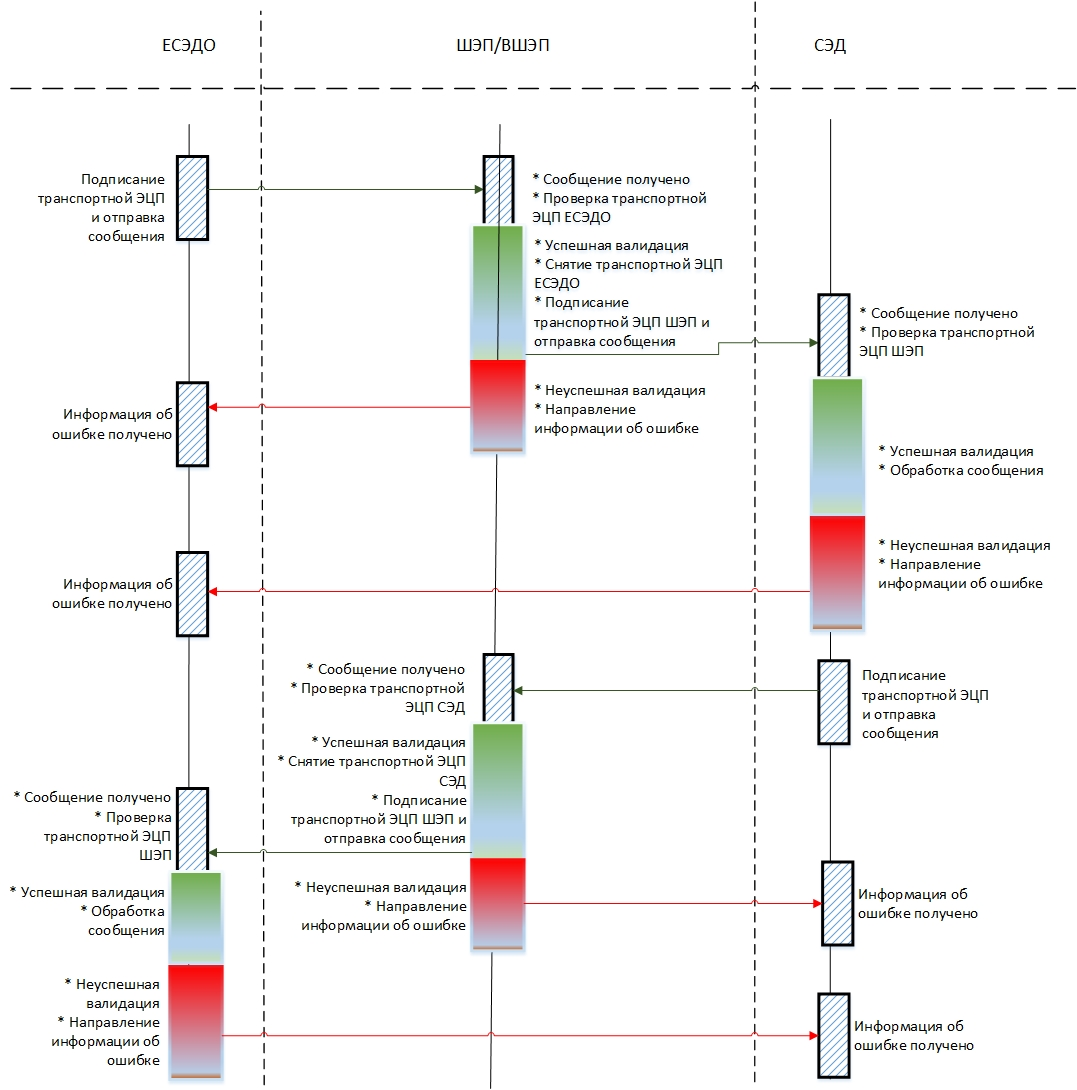 ЕСЭДО
ШЭП/ВШЭП
СЭД
Подписание
транспортной ЭЦП
и отправка
сообщения
* Сообщение получено
* Проверка транспортной
ЭЦП ЕСЭДО
* Успешная валидация
* Снятие транспортной ЭЦП
ЕСЭДО
* Подписание
транспортной ЭЦП ШЭП и
отправка сообщения
* Сообщение получено
* Проверка транспортной
ЭЦП ШЭП
* Неуспешная валидация
* Направление
информации об ошибке
Информация об
ошибке получено
* Успешная валидация
* Обработка сообщения
* Неуспешная валидация
* Направление
информации об ошибке
Информация об
ошибке получено
* Сообщение получено
* Проверка транспортной
ЭЦП СЭД
Подписание
транспортной ЭЦП
и отправка
сообщения
* Успешная валидация
* Снятие транспортной ЭЦП
СЭД
* Подписание
транспортной ЭЦП ШЭП и
отправка сообщения
* Сообщение получено
* Проверка
транспортной ЭЦП
ШЭП
* Успешная валидация
* Обработка
сообщения
* Неуспешная валидация
* Направление
информации об ошибке
Информация об
ошибке получено
* Неуспешная
валидация
* Направление
информации об
ошибке
Информация об
ошибке получено